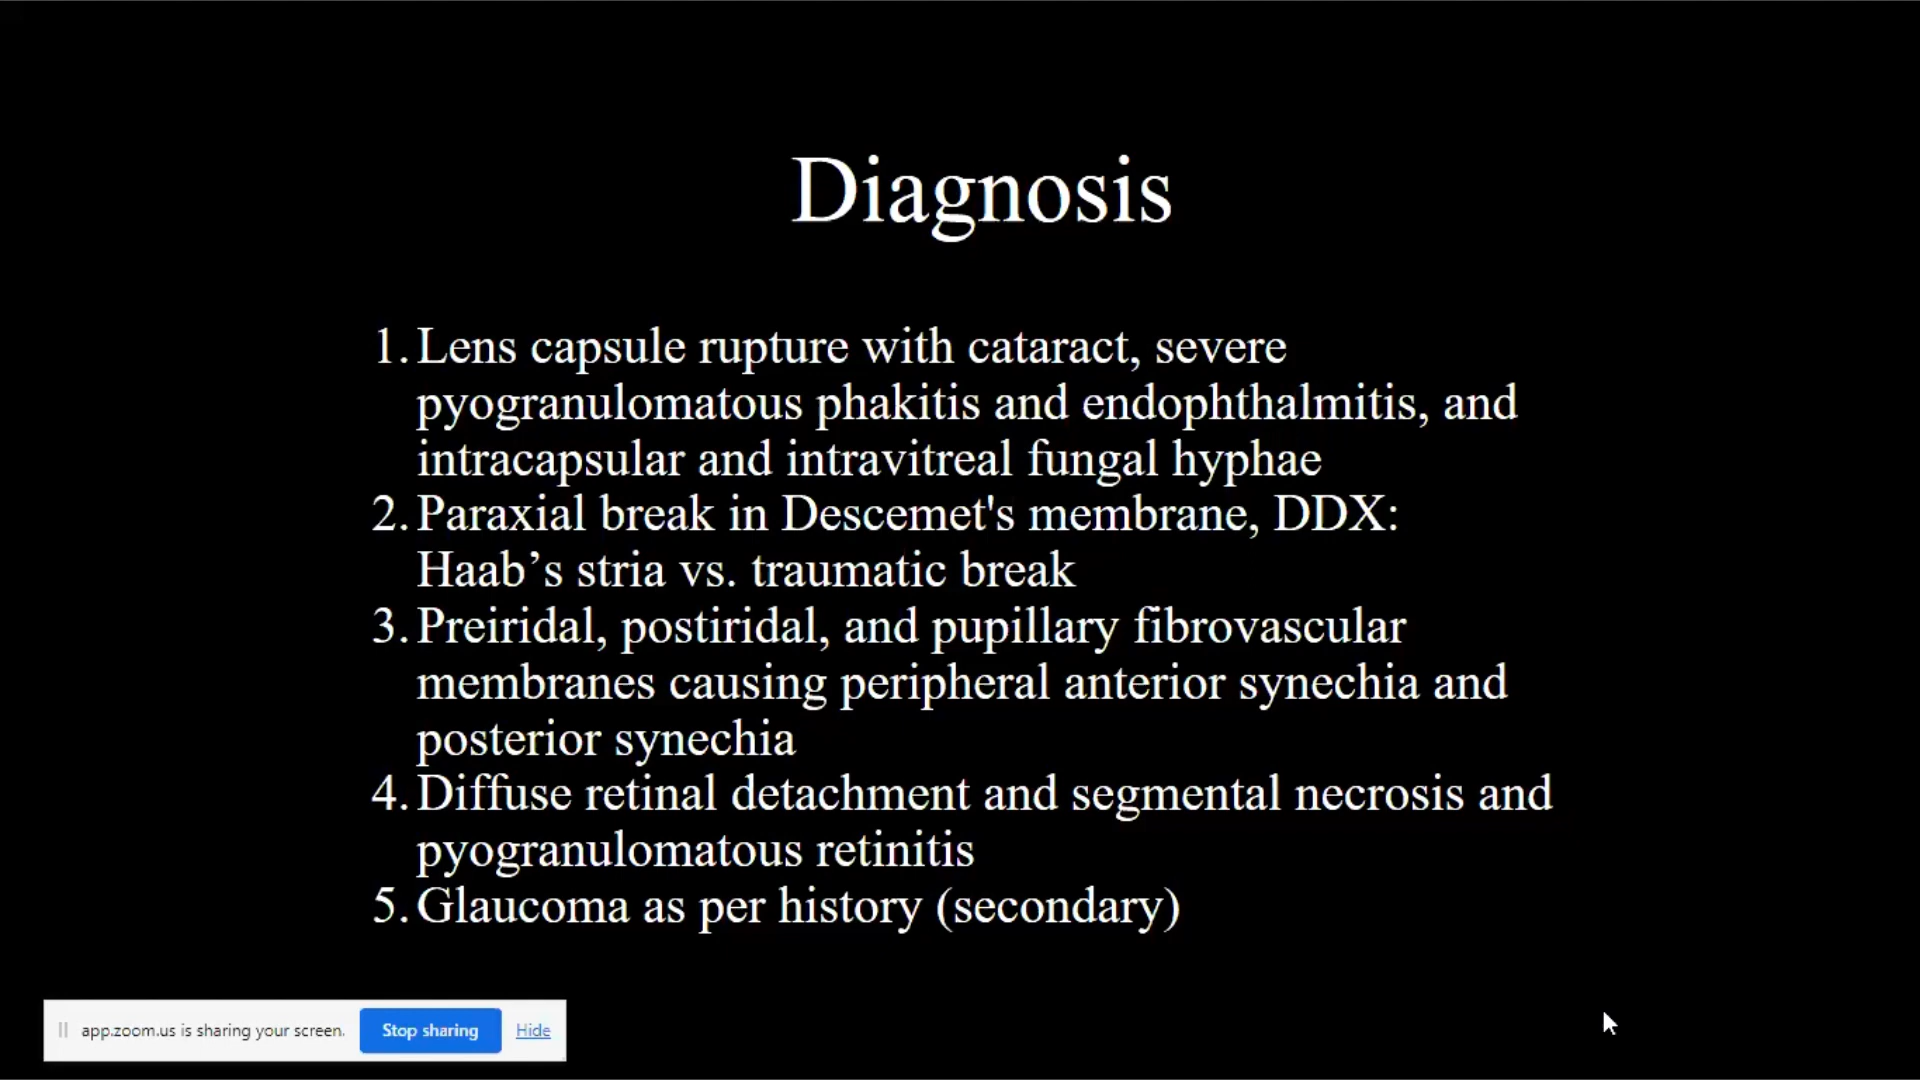 Diagnosis
1. Lens capsule rupture with cataract, severe
pyogranulomatous phakitis and endophthalmitis, and
intracapsular and intravitreal fungal hyphae
2. Paraxial break in Descemet's membrane, DDX:
Haab’s stria vs. traumatic break
3. Preiridal, postiridal, and pupillary fibrovascular
membranes causing peripheral anterior synechia and
posterior synechia
4. Diffuse retinal detachment and segmental necrosis and
pyogranulomatous retinitis
5. Glaucoma as per history (secondary)
app.zoom.us is sharing your screen. Stop sharing Hide